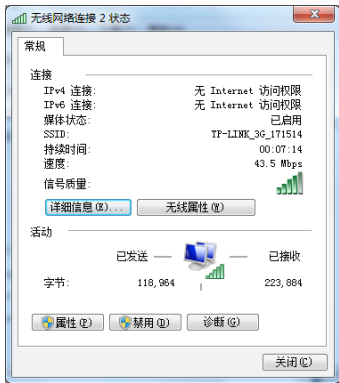 无线网络连接 2 状态
常规
连接
IPv4 连接: 无 Internet 访问权限
IPv6 连接: 无 Internet 访问权限
媒体状态: 已启用
SSID: TP-LINK_3G_171514
持续时间: 00:07:14
速度: 43.5 Mbps
信号质量:
详细信息(E)... 无线属性(W)
活动
已发送 — — 已接收
字节: 118,964 223,884
属性(P) 禁用(D) 诊断(G)
关闭(C)